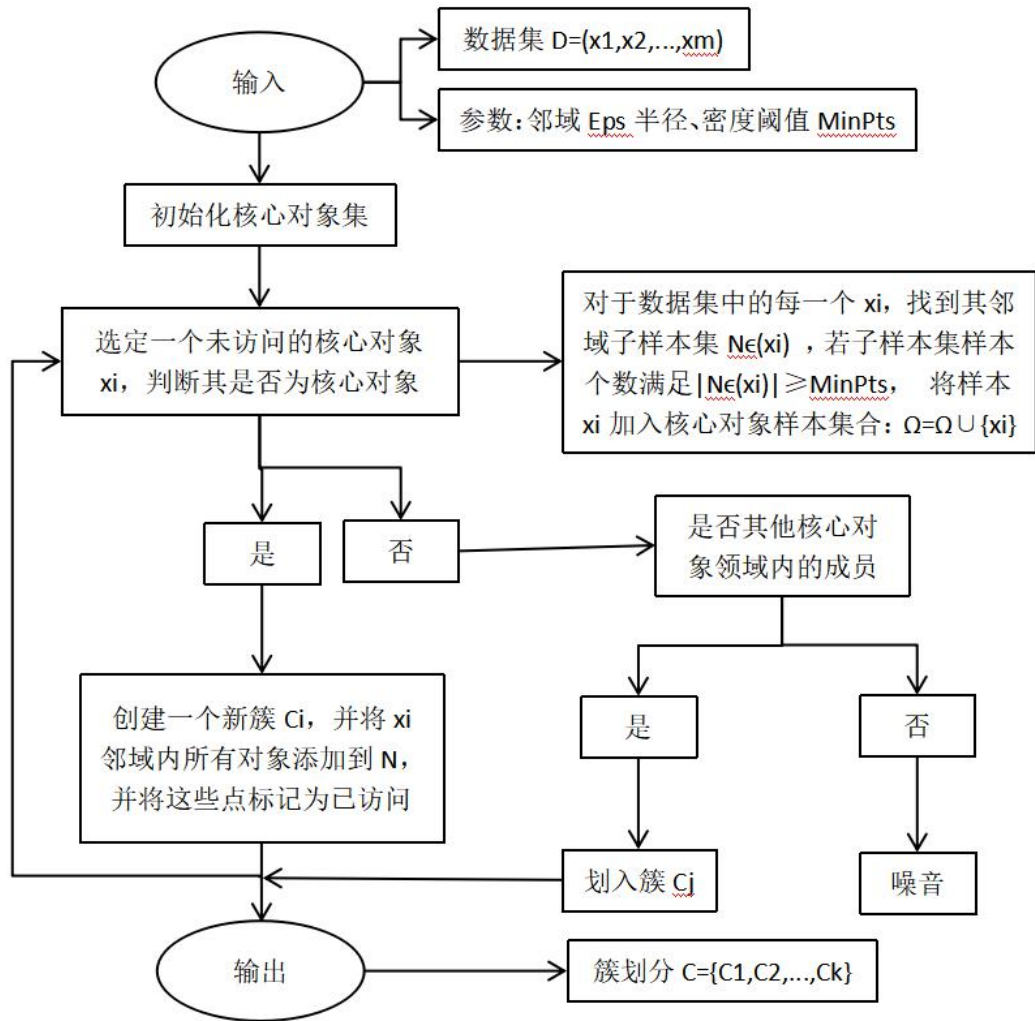 数据集 D=(x1,x2,...,xm)
输入
参数：邻域 Eps 半径、密度阈值 MinPts
初始化核心对象集
选定一个未访问的核心对象
xi，判断其是否为核心对象
对于数据集中的每一个 xi，找到其邻
域子样本集 Nϵ(xi) ，若子样本集样本
个数满足|Nϵ(xi)|≥MinPts， 将样本
xi 加入核心对象样本集合：Ω=Ω∪{xi}
是
否
是否其他核心对
象领域内的成员
创建一个新簇 Ci，并将 xi
邻域内所有对象添加到 N，
并将这些点标记为已访问
是
否
划入簇 Cj
噪音
输出
簇划分 C={C1,C2,...,Ck}